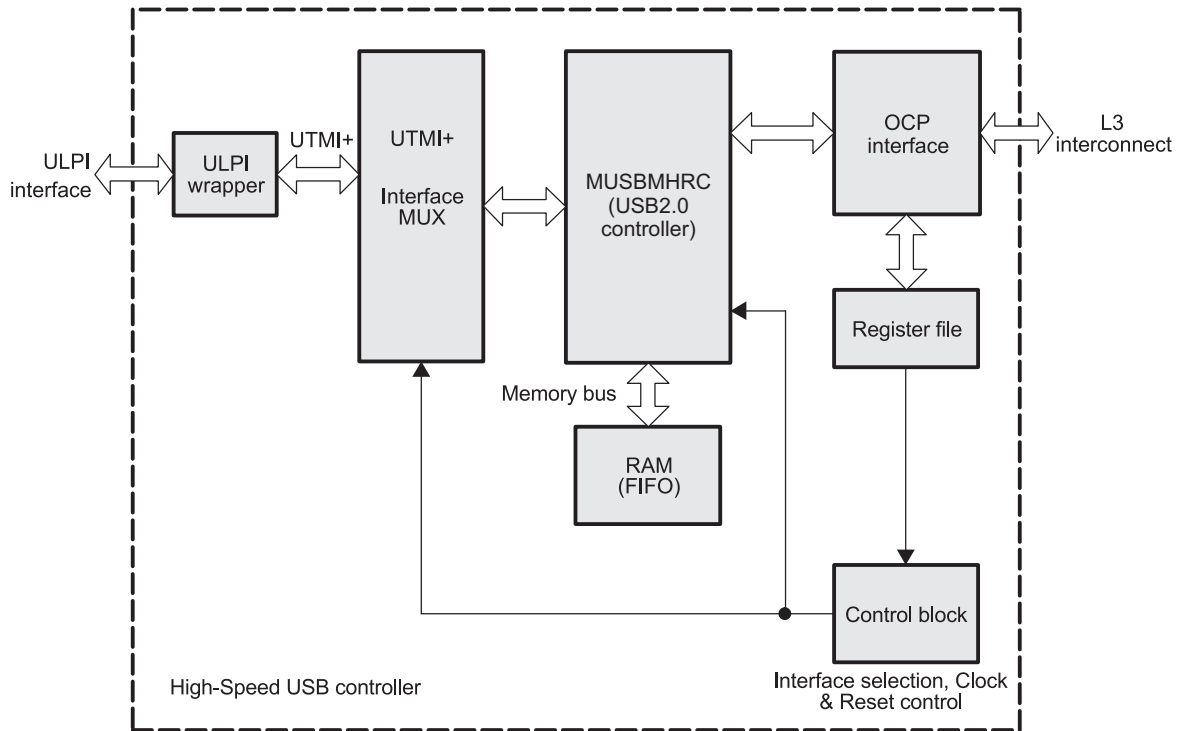 ULPI
interface
ULPI
wrapper
UTMI+
UTMI+
Interface
MUX
MUSBMHRC
(USB2.0
controller)
OCP
interface
L3
interconnect
Register file
Memory bus
RAM
(FIFO)
Control block
Interface selection, Clock
& Reset control
High-Speed USB controller